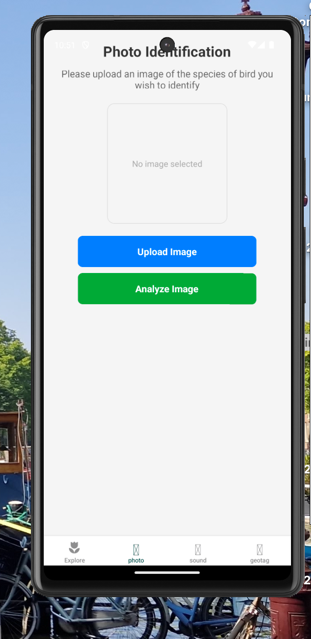 Photo Identification
Please upload an image of the species of bird you
wish to identify
No image selected
Upload Image
Analyze Image
Explore
photo
sound
geotag